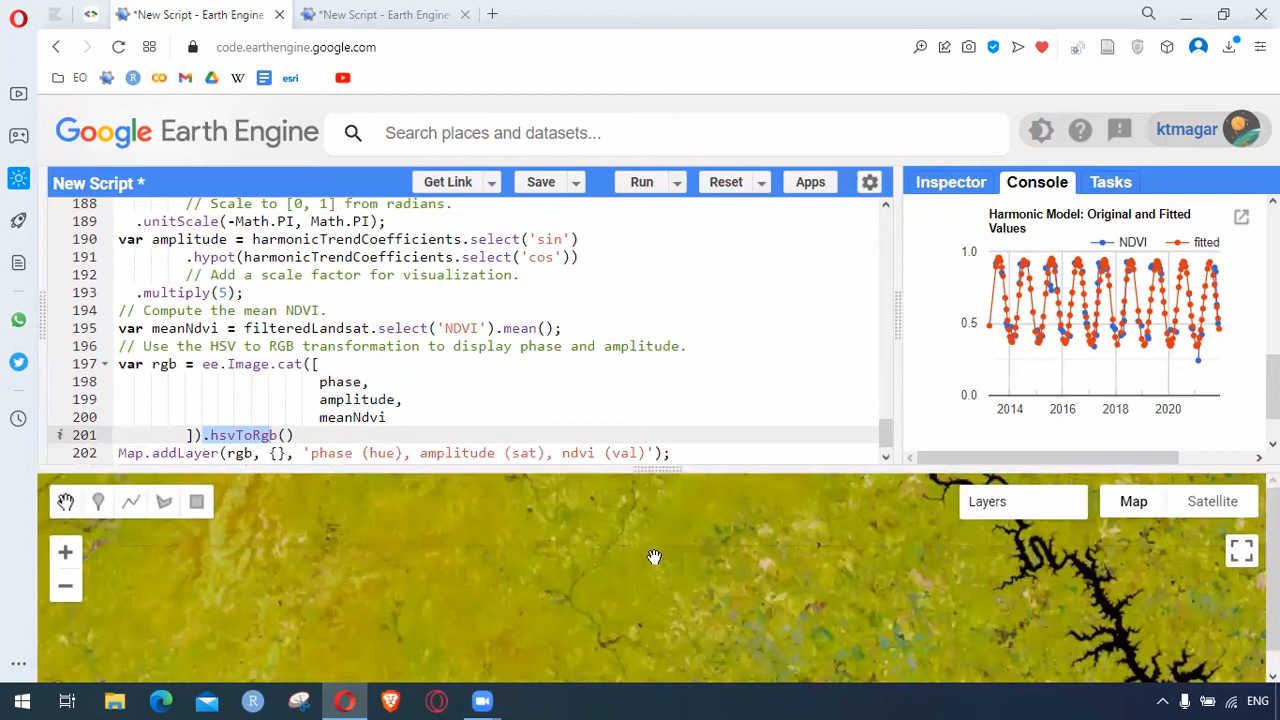 *New Script - Earth Engine
*New Script - Earth Engine
code.earthengine.google.com
EO
esri
Google Earth Engine
Search places and datasets...
ktmagar
New Script *
Get Link
Save
Run
Reset
Apps
Inspector
Console
Tasks
188 // Scale to [0, 1] from radians.
189 .unitScale(-Math.PI, Math.PI);
190 var amplitude = harmonicTrendCoefficients.select('sin')
191 .hypot(harmonicTrendCoefficients.select('cos'))
192 // Add a scale factor for visualization.
193 .multiply(5);
194 // Compute the mean NDVI.
195 var meanNdvi = filteredLandsat.select('NDVI').mean();
196 // Use the HSV to RGB transformation to display phase and amplitude.
197 var rgb = ee.Image.cat([
198 phase,
199 amplitude,
200 meanNdvi
201 ]).hsvToRgb()
202 Map.addLayer(rgb, {}, 'phase (hue), amplitude (sat), ndvi (val)');
Harmonic Model: Original and Fitted
Values
NDVI
fitted
1.0
0.5
0.0
2014
2016
2018
2020
Layers
Map
Satellite
ENG